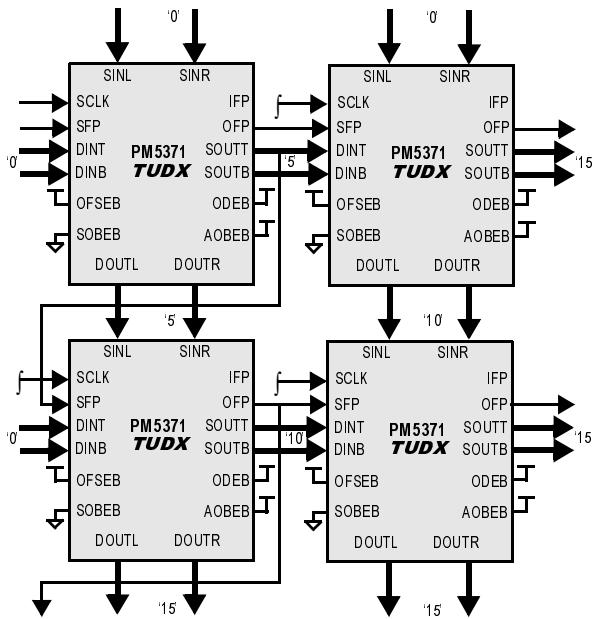 '0' '0'
SINL SINR SINL SINR
SCLK IFP SCLK IFP
SFP OFP SFP OFP
DINT SOUTT DINT SOUTT
PM5371 PM5371
'0' '5' '15
TUDX TUDX
DINB SOUTB DINB SOUTB
OFSEB ODEB OFSEB ODEB
SOBEB AOBEB SOBEB AOBEB
DOUTL DOUTR DOUTL DOUTR
'5' '10'
SINL SINR SINL SINR
SCLK IFP SCLK IFP
SFP OFP SFP OFP
DINT SOUTT DINT SOUTT
PM5371 PM5371
'0' '10' '15
TUDX TUDX
DINB SOUTB DINB SOUTB
OFSEB ODEB OFSEB ODEB
SOBEB AOBEB SOBEB AOBEB
DOUTL DOUTR DOUTL DOUTR
'15' '15'